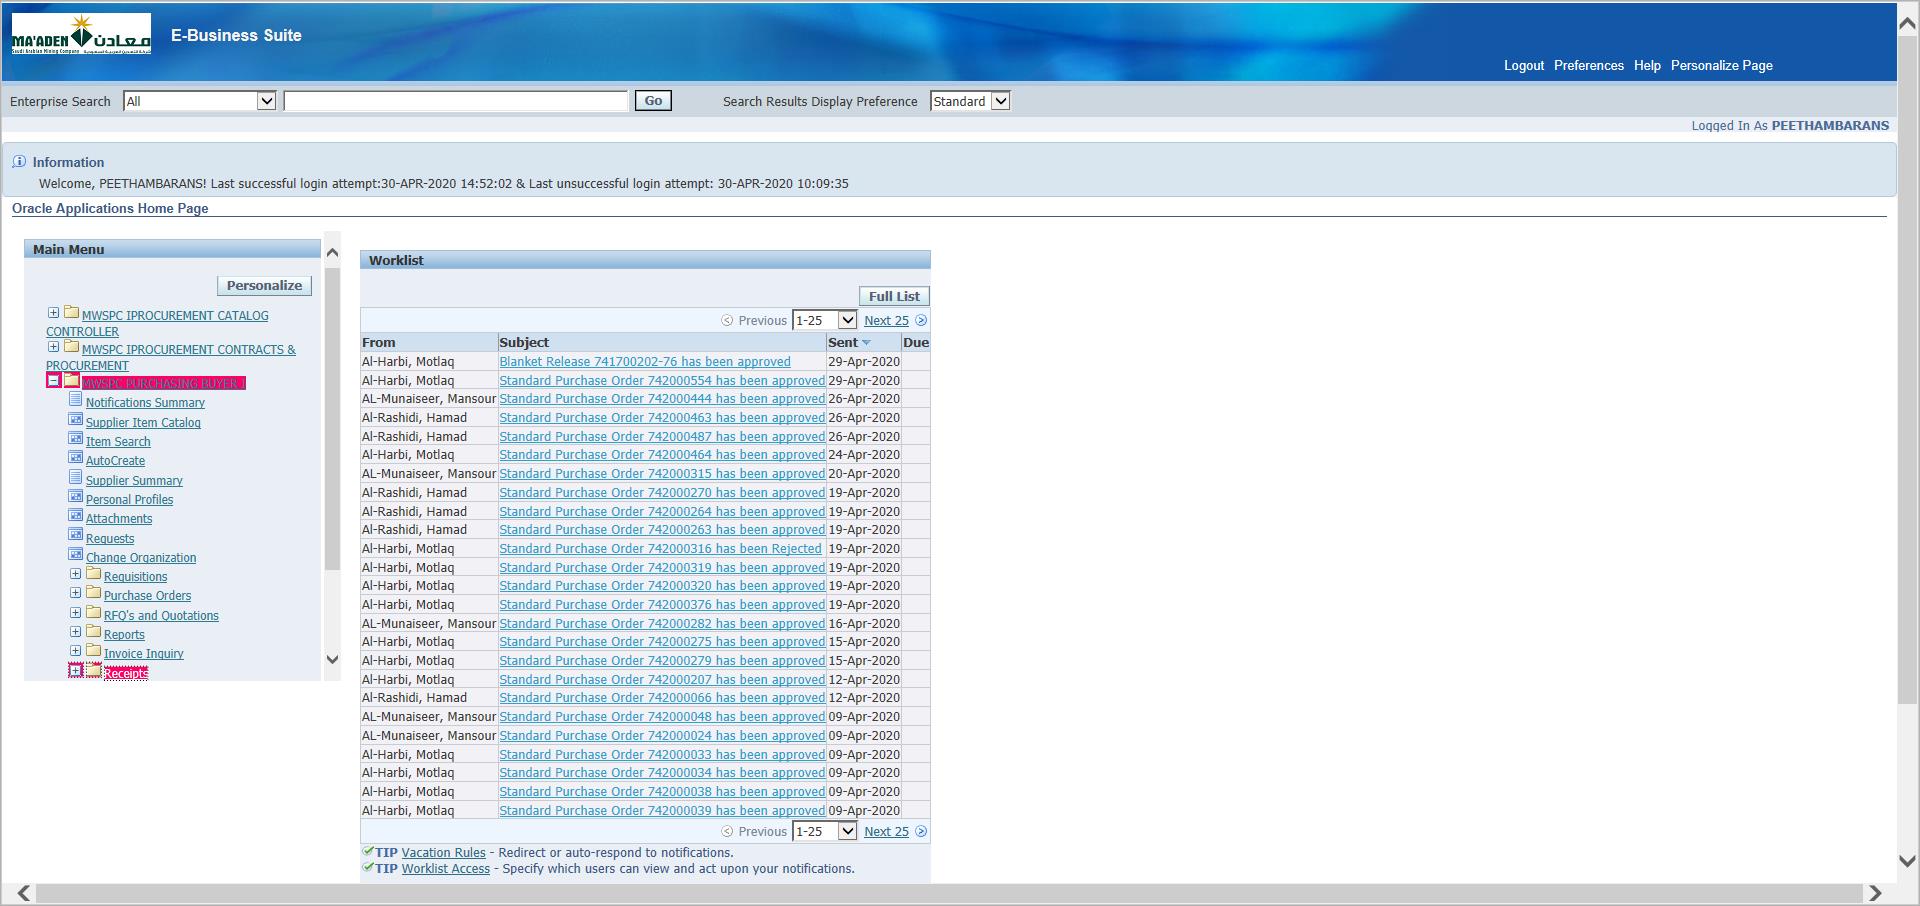 MA'ADEN معادن
Saudi Arabian Mining Company
E-Business Suite
Logout Preferences Help Personalize Page
Enterprise Search All Go Search Results Display Preference Standard
Logged In As PEETHAMBARANS
Information
Welcome, PEETHAMBARANS! Last successful login attempt:30-APR-2020 14:52:02 & Last unsuccessful login attempt: 30-APR-2020 10:09:35
Oracle Applications Home Page
Main Menu
Personalize
MWSPC IPROCUREMENT CATALOG
CONTROLLER
MWSPC IPROCUREMENT CONTRACTS &
PROCUREMENT
MWSPC PURCHASING BUYER
Notifications Summary
Supplier Item Catalog
Item Search
AutoCreate
Supplier Summary
Personal Profiles
Attachments
Requests
Change Organization
Requisitions
Purchase Orders
RFQ's and Quotations
Reports
Invoice Inquiry
Receipts
Worklist
Full List
Previous 1-25 Next 25
From Subject Sent Due
Al-Harbi, Motlaq Blanket Release 741700202-76 has been approved 29-Apr-2020
Al-Harbi, Motlaq Standard Purchase Order 742000554 has been approved 29-Apr-2020
AL-Munaiseer, Mansour Standard Purchase Order 742000444 has been approved 26-Apr-2020
Al-Rashidi, Hamad Standard Purchase Order 742000463 has been approved 26-Apr-2020
Al-Rashidi, Hamad Standard Purchase Order 742000487 has been approved 26-Apr-2020
Al-Harbi, Motlaq Standard Purchase Order 742000464 has been approved 24-Apr-2020
AL-Munaiseer, Mansour Standard Purchase Order 742000315 has been approved 20-Apr-2020
Al-Rashidi, Hamad Standard Purchase Order 742000270 has been approved 19-Apr-2020
Al-Rashidi, Hamad Standard Purchase Order 742000264 has been approved 19-Apr-2020
Al-Rashidi, Hamad Standard Purchase Order 742000263 has been approved 19-Apr-2020
Al-Harbi, Motlaq Standard Purchase Order 742000316 has been Rejected 19-Apr-2020
Al-Harbi, Motlaq Standard Purchase Order 742000319 has been approved 19-Apr-2020
Al-Harbi, Motlaq Standard Purchase Order 742000320 has been approved 19-Apr-2020
Al-Harbi, Motlaq Standard Purchase Order 742000376 has been approved 19-Apr-2020
AL-Munaiseer, Mansour Standard Purchase Order 742000282 has been approved 16-Apr-2020
Al-Harbi, Motlaq Standard Purchase Order 742000275 has been approved 15-Apr-2020
Al-Harbi, Motlaq Standard Purchase Order 742000279 has been approved 15-Apr-2020
Al-Harbi, Motlaq Standard Purchase Order 742000207 has been approved 12-Apr-2020
Al-Rashidi, Hamad Standard Purchase Order 742000066 has been approved 12-Apr-2020
AL-Munaiseer, Mansour Standard Purchase Order 742000048 has been approved 09-Apr-2020
AL-Munaiseer, Mansour Standard Purchase Order 742000024 has been approved 09-Apr-2020
Al-Harbi, Motlaq Standard Purchase Order 742000033 has been approved 09-Apr-2020
Al-Harbi, Motlaq Standard Purchase Order 742000034 has been approved 09-Apr-2020
Al-Harbi, Motlaq Standard Purchase Order 742000038 has been approved 09-Apr-2020
Al-Harbi, Motlaq Standard Purchase Order 742000039 has been approved 09-Apr-2020
Previous 1-25 Next 25
TIP Vacation Rules - Redirect or auto-respond to notifications.
TIP Worklist Access - Specify which users can view and act upon your notifications.